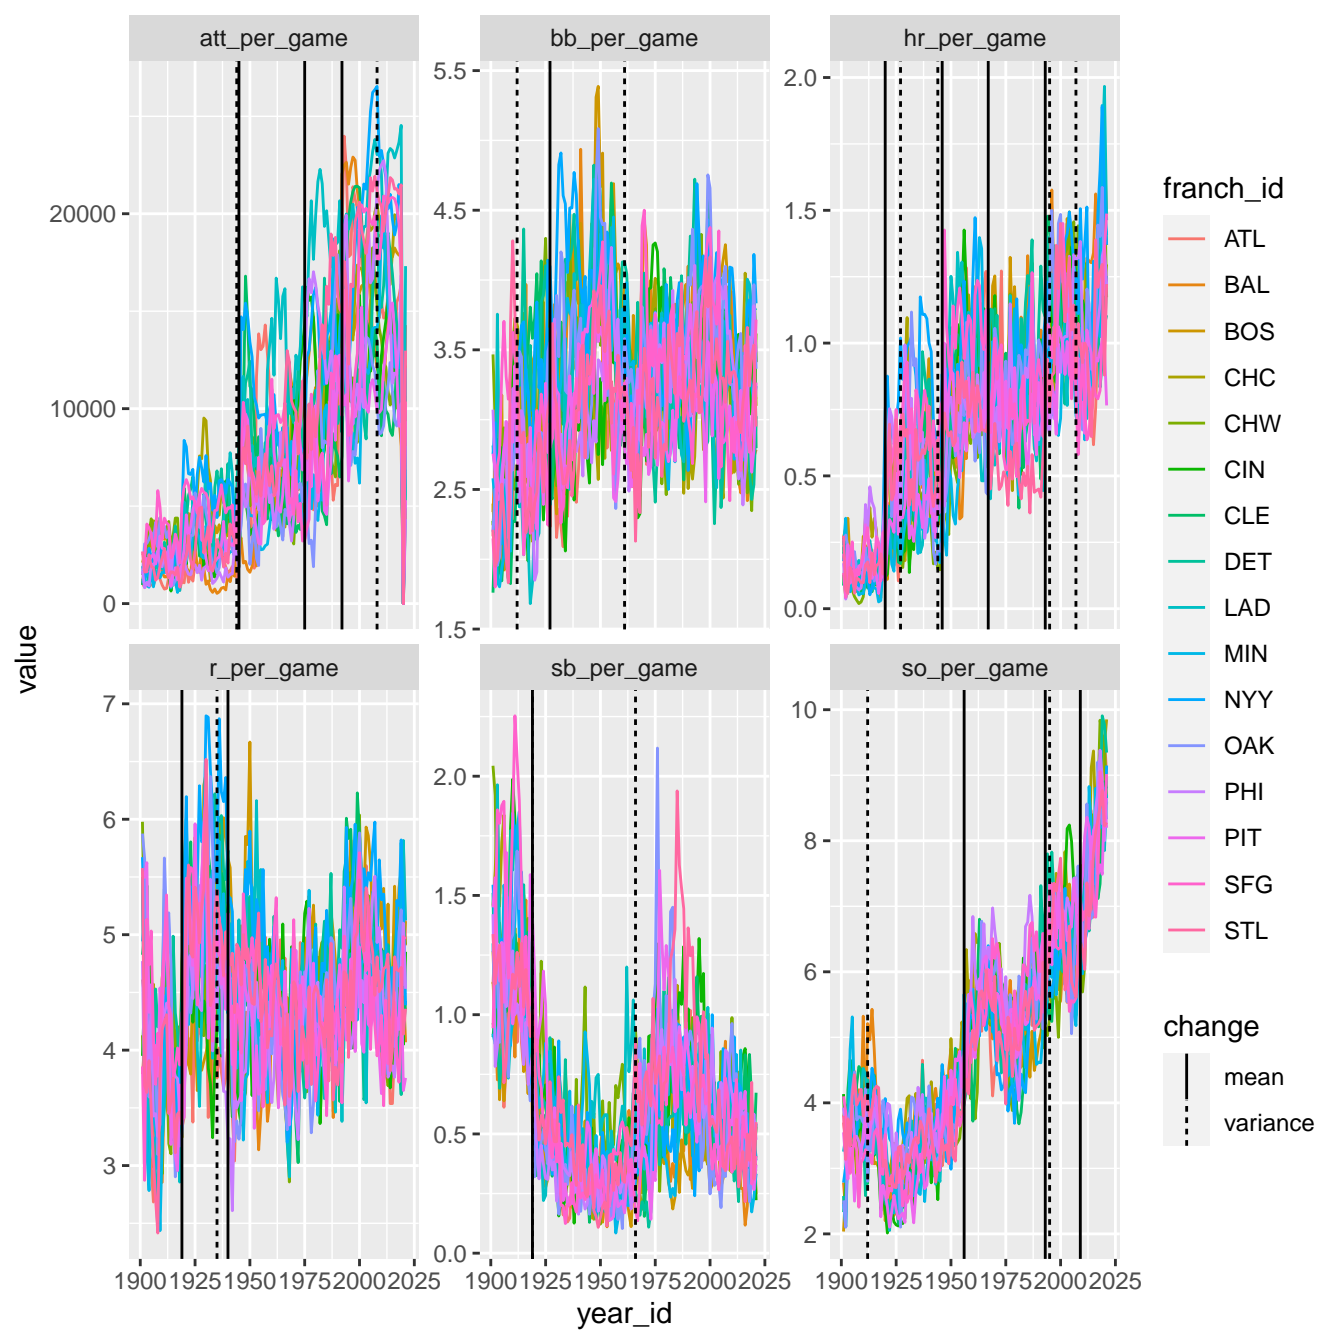 att_per_game
bb_per_game
hr_per_game
0
10000
20000
1.5
2.5
3.5
4.5
5.5
0.0
0.5
1.0
1.5
2.0
r_per_game
sb_per_game
so_per_game
3
4
5
6
7
0.0
0.5
1.0
1.5
2.0
2
4
6
8
10
1900 1925 1950 1975 2000 2025
1900 1925 1950 1975 2000 2025
1900 1925 1950 1975 2000 2025
year_id
value
franch_id
ATL
BAL
BOS
CHC
CHW
CIN
CLE
DET
LAD
MIN
NYY
OAK
PHI
PIT
SFG
STL
change
mean
variance